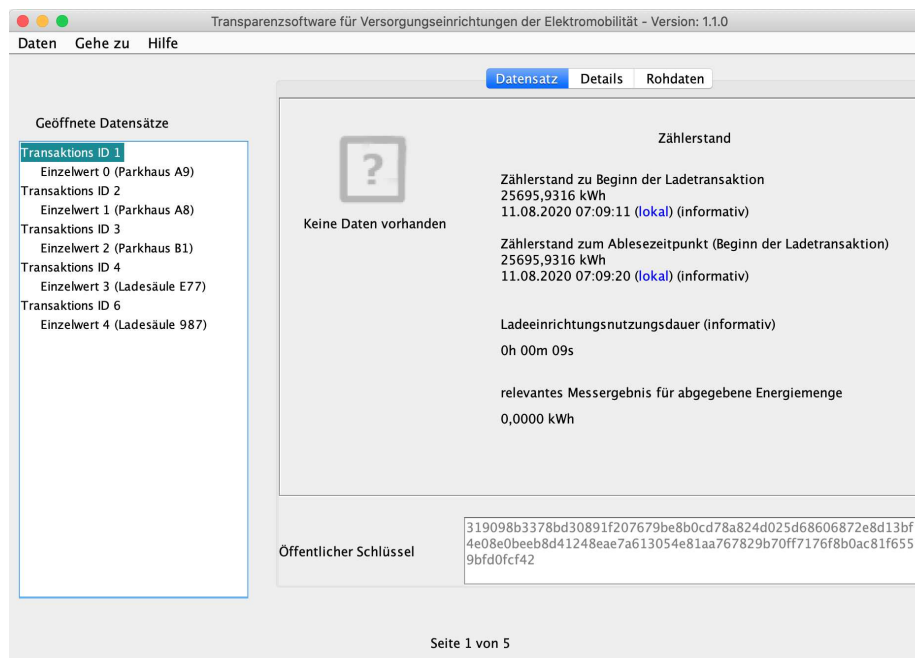 Transparenzsoftware für Versorgungseinrichtungen der Elektromobilität - Version: 1.1.0
Daten Gehe zu Hilfe
Datensatz Details Rohdaten
Geöffnete Datensätze
Transaktions ID 1
Einzelwert 0 (Parkhaus A9)
Transaktions ID 2
Einzelwert 1 (Parkhaus A8)
Transaktions ID 3
Einzelwert 2 (Parkhaus B1)
Transaktions ID 4
Einzelwert 3 (Ladesäule E77)
Transaktions ID 6
Einzelwert 4 (Ladesäule 987)
?
Keine Daten vorhanden
Zählerstand
Zählerstand zu Beginn der Ladetransaktion
25695,9316 kWh
11.08.2020 07:09:11 (lokal) (informativ)
Zählerstand zum Ablesezeitpunkt (Beginn der Ladetransaktion)
25695,9316 kWh
11.08.2020 07:09:20 (lokal) (informativ)
Ladeeinrichtungsnutzungsdauer (informativ)
0h 00m 09s
relevantes Messergebnis für abgegebene Energiemenge
0,0000 kWh
Öffentlicher Schlüssel
319098b3378bd30891f207679be8b0cd78a824d025d68606872e8d13bf
4e08e0beeb8d41248eae7a613054e81aa767829b70ff7176f8b0ac81f655
9bfd0fcf42
Seite 1 von 5